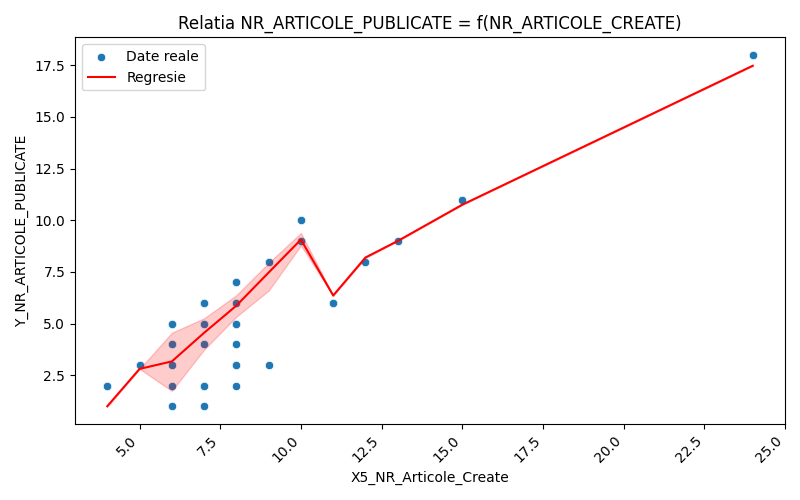 Relatia NR_ARTICOLE_PUBLICATE = f(NR_ARTICOLE_CREATE)
Date reale
Regresie
Y_NR_ARTICOLE_PUBLICATE
17.5
15.0
12.5
10.0
7.5
5.0
2.5
5.0 7.5 10.0 12.5 15.0 17.5 20.0 22.5 25.0
X5_NR_Articole_Create